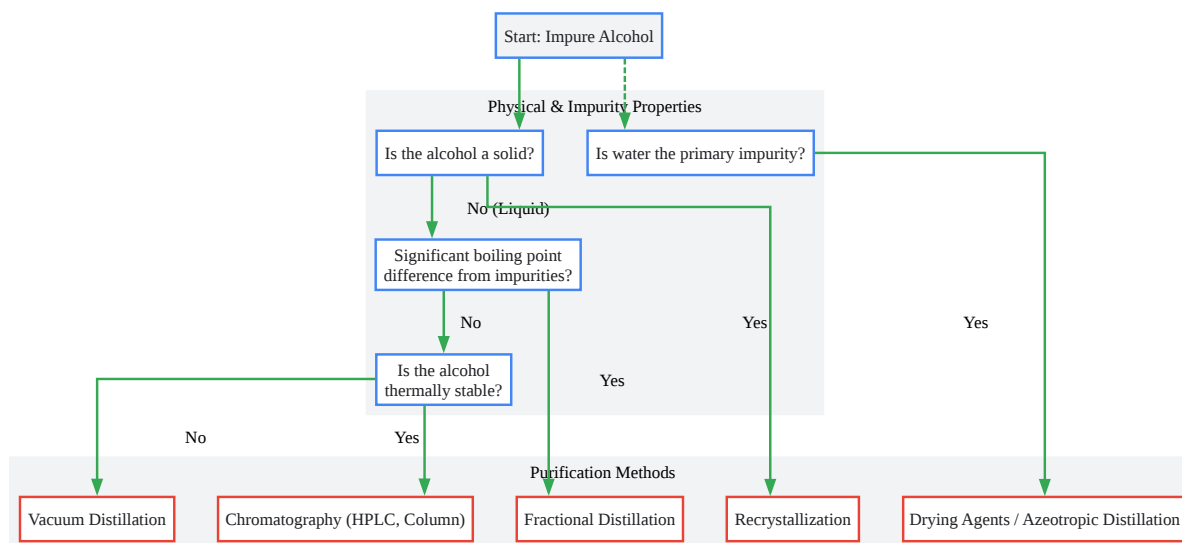 Start: Impure Alcohol
Physical & Impurity Properties
Is the alcohol a solid?
Is water the primary impurity?
No (Liquid)
Significant boiling point
difference from impurities?
No
Yes
Yes
Is the alcohol
thermally stable?
Yes
No
Yes
Purification Methods
Vacuum Distillation
Chromatography (HPLC, Column)
Fractional Distillation
Recrystallization
Drying Agents / Azeotropic Distillation